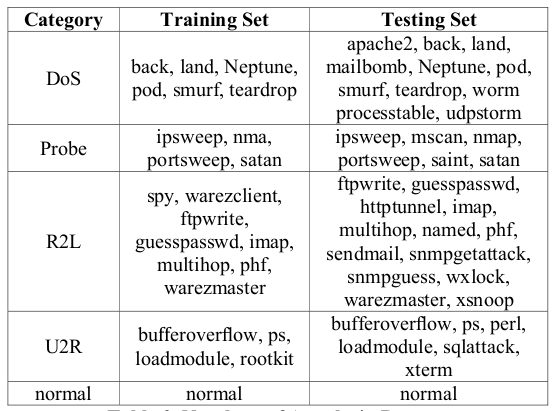 Category Training Set Testing Set
DoS
back, land, Neptune,
pod, smurf, teardrop
apache2, back, land,
mailbomb, Neptune, pod,
smurf, teardrop, worm
processtable, udpstorm
Probe
ipsweep, nma,
portsweep, satan
ipsweep, mscan, nmap,
portsweep, saint, satan
R2L
spy, warezclient,
ftpwrite,
guesspasswd, imap,
multihop, phf,
warezmaster
ftpwrite, guesspasswd,
httptunnel, imap,
multihop, named, phf,
sendmail, snmpgetattack,
snmpguess, wxlock,
warezmaster, xsnoop
U2R
bufferoverflow, ps,
loadmodule, rootkit
bufferoverflow, ps, perl,
loadmodule, sqlattack,
xterm
normal normal normal